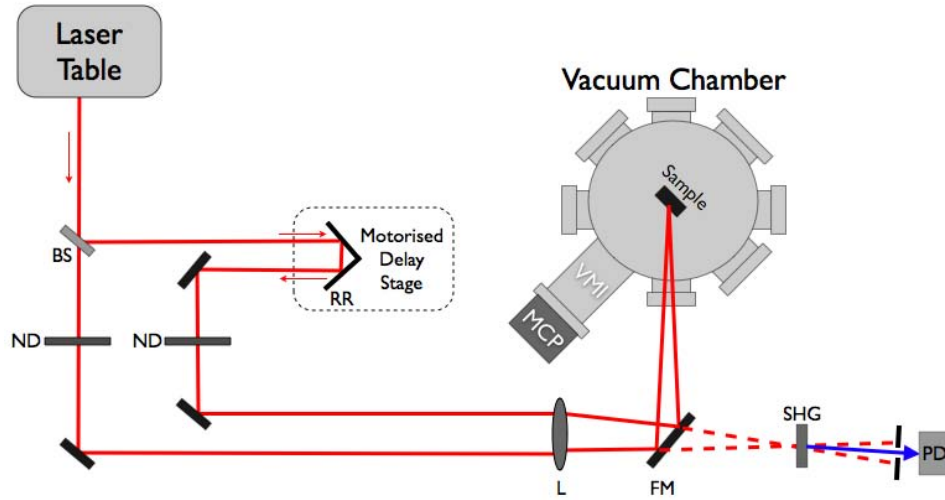 Laser
Table
Vacuum Chamber
Sample
BS
Motorised
Delay
Stage
RR
VMI
MCP
ND
ND
SHG
PD
L
FM